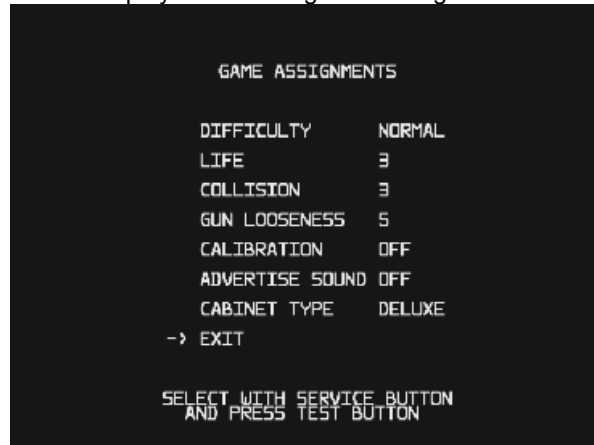 GAME ASSIGNMENTS
DIFFICULTY NORMAL
LIFE 3
COLLISION 3
GUN LOOSENESS 5
CALIBRATION OFF
ADVERTISE SOUND OFF
CABINET TYPE DELUXE
-> EXIT
SELECT WITH SERVICE BUTTON
AND PRESS TEST BUTTON